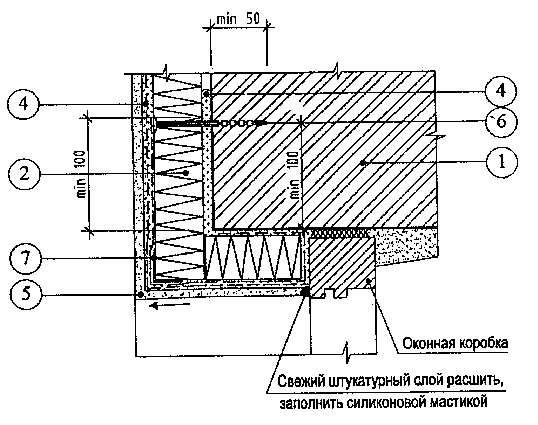 min 50
4
4
6
1
2
min 100
min 100
7
5
Оконная коробка
Свежий штукатурный слой расшить,
заполнить силиконовой мастикой